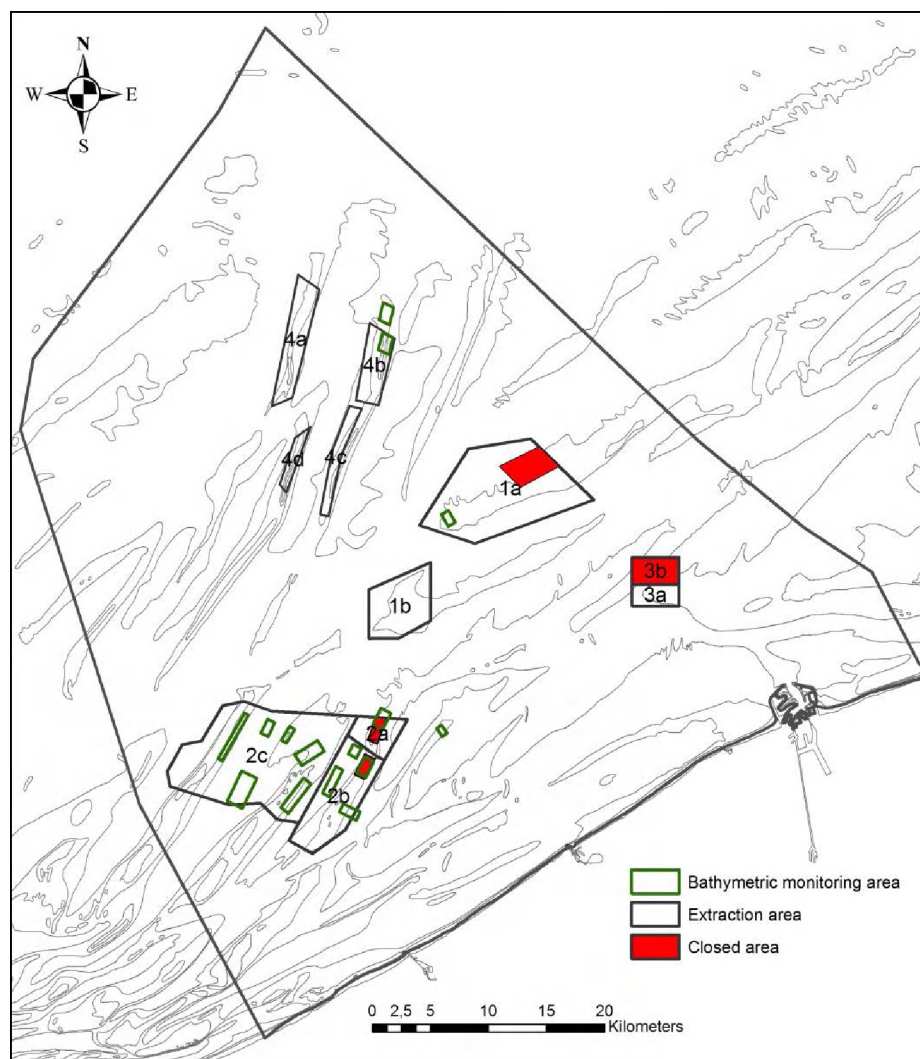 N
W E
S
4a
4b
4d
4c
1a
3b
3a
1b
2a
2c
2b
Bathymetric monitoring area
Extraction area
Closed area
0 2,5 5 10 15 20
Kilometers